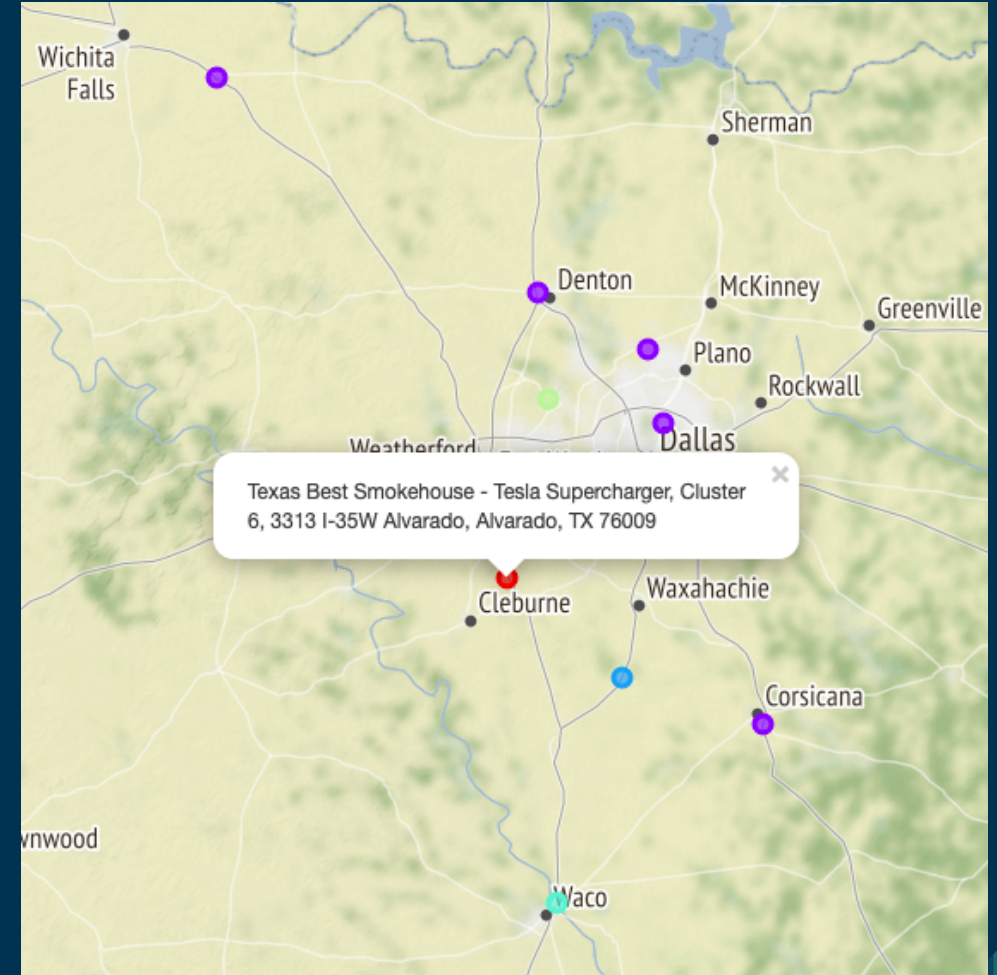 Wichita
Falls
Sherman
Denton
McKinney
Greenville
Plano
Rockwall
Dallas
Weatherford
×
Texas Best Smokehouse - Tesla Supercharger, Cluster
6, 3313 I-35W Alvarado, Alvarado, TX 76009
Waxahachie
Cleburne
Corsicana
wnwood
Waco